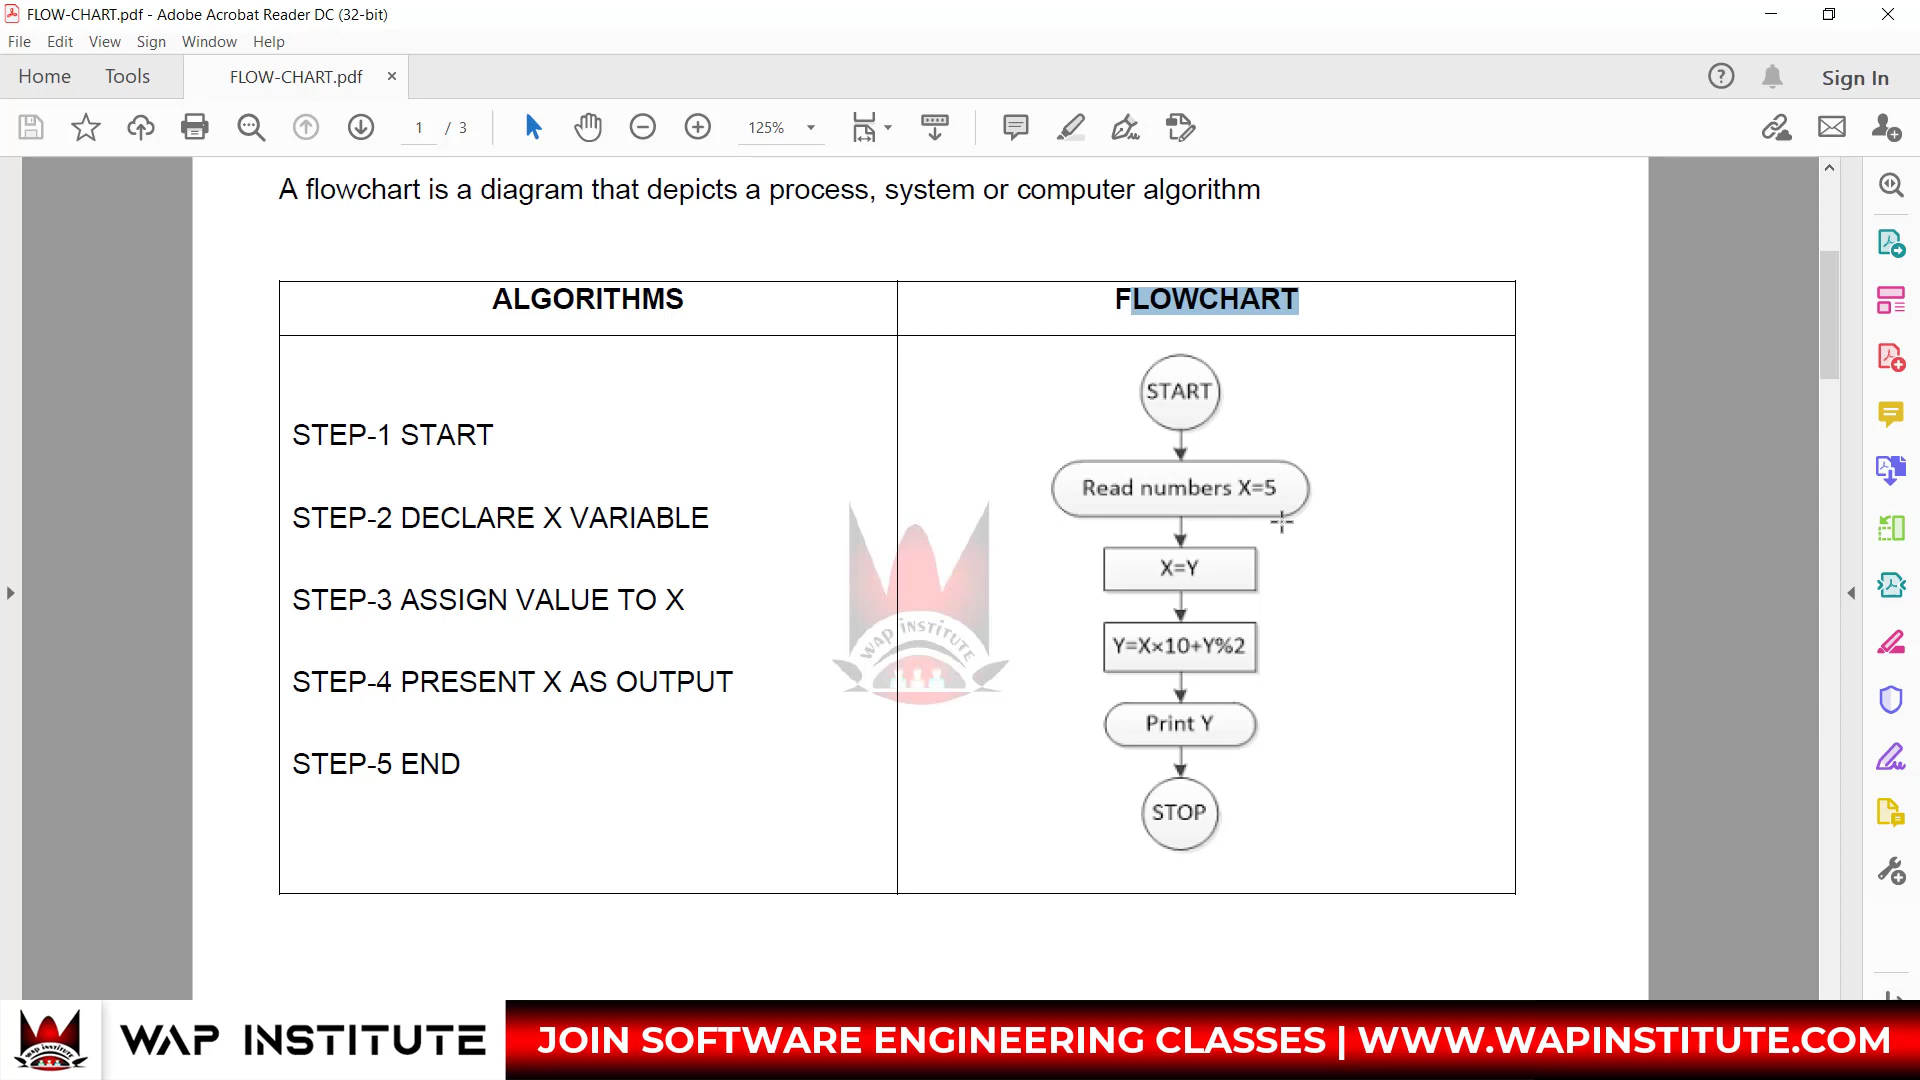 FLOW-CHART.pdf - Adobe Acrobat Reader DC (32-bit)
File Edit View Sign Window Help
Home Tools FLOW-CHART.pdf × Sign In
1 / 3 125%
A flowchart is a diagram that depicts a process, system or computer algorithm
ALGORITHMS FLOWCHART
STEP-1 START
STEP-2 DECLARE X VARIABLE
STEP-3 ASSIGN VALUE TO X
STEP-4 PRESENT X AS OUTPUT
STEP-5 END
START
Read numbers X=5
X=Y
Y=X×10+Y%2
Print Y
STOP
WAP INSTITUTE
WAP INSTITUTE
JOIN SOFTWARE ENGINEERING CLASSES | WWW.WAPINSTITUTE.COM